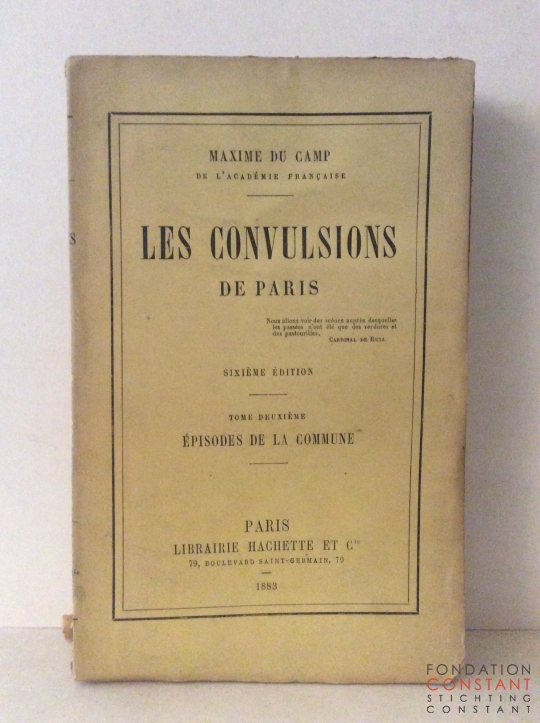 MAXIME DU CAMP
DE L'ACADÉMIE FRANÇAISE
LES CONVULSIONS
DE PARIS
Nous allons voir des scènes auprès desquelles
les passées n'ont été que des verdures et
des pastourelles.
CARDINAL DE RETZ.
SIXIÈME ÉDITION
TOME DEUXIÈME
ÉPISODES DE LA COMMUNE
PARIS
LIBRAIRIE HACHETTE ET Cie
79, BOULEVARD SAINT-GERMAIN, 79
1883
S
FONDATION
CONSTANT
STICHTING
CONSTANT